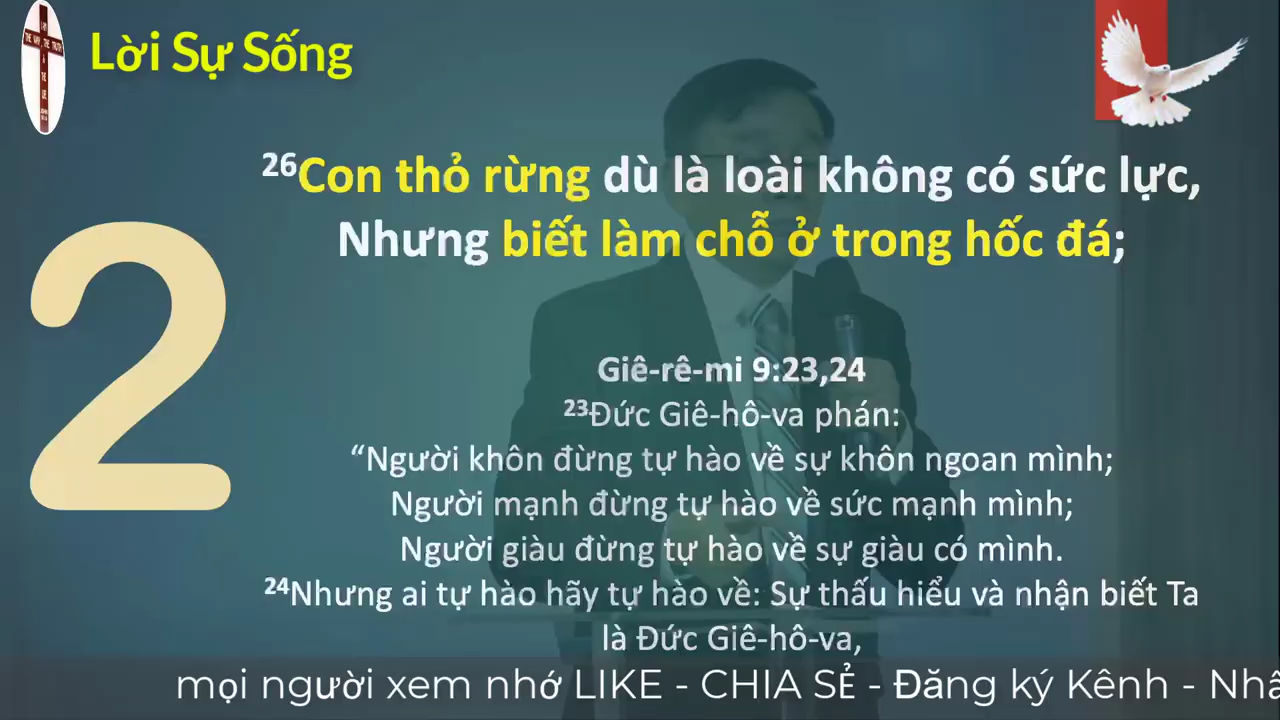 Lời Sự Sống
2
26Con thỏ rừng dù là loài không có sức lực,
Nhưng biết làm chỗ ở trong hốc đá;
Giê-rê-mi 9:23,24
23Đức Giê-hô-va phán:
“Người khôn đừng tự hào về sự khôn ngoan mình;
Người mạnh đừng tự hào về sức mạnh mình;
Người giàu đừng tự hào về sự giàu có mình.
24Nhưng ai tự hào hãy tự hào về: Sự thấu hiểu và nhận biết Ta
là Đức Giê-hô-va,
mọi người xem nhớ LIKE - CHIA SẺ - Đăng ký Kênh -